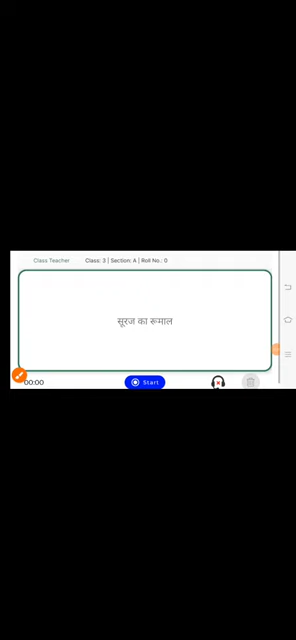 Class Teacher Class: 3 | Section: A | Roll No.: 0
सूरज का रूमाल
00:00 Start